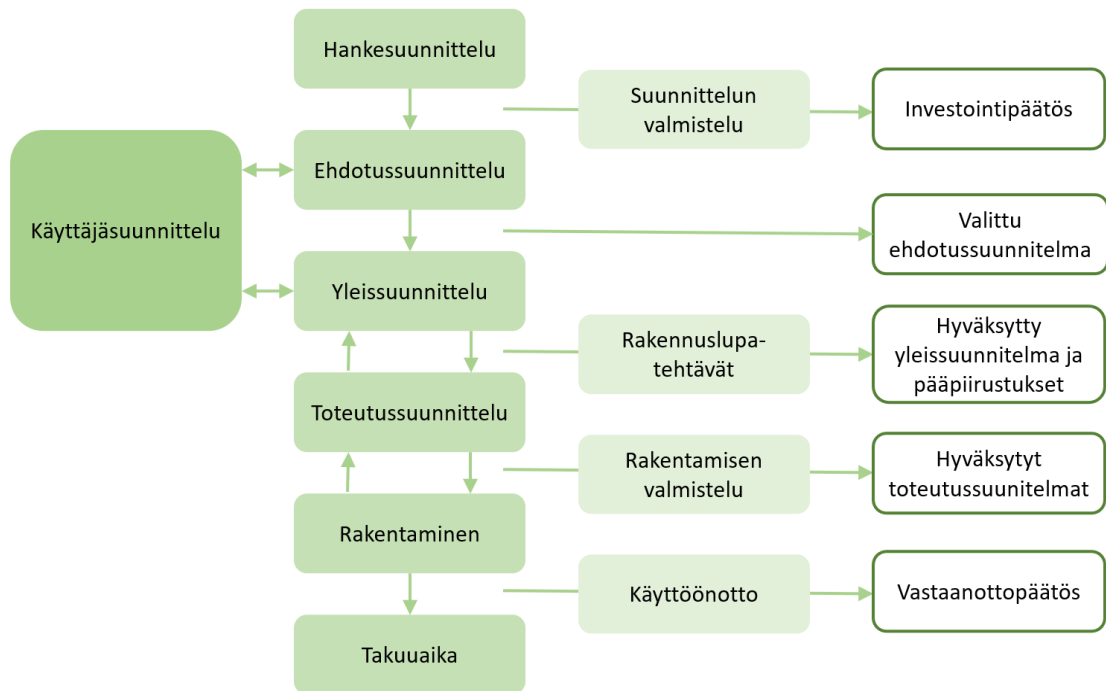 Hankesuunnittelu
Suunnittelun
valmistelu
Investointipäätös
Käyttäjäsuunnittelu
Ehdotussuunnittelu
Valittu
ehdotussuunnitelma
Yleissuunnittelu
Rakennuslupa-
tehtävät
Hyväksytty
yleissuunnitelma ja
pääpiirustukset
Toteutussuunnittelu
Rakentamisen
valmistelu
Hyväksytyt
toteutussuunitelmat
Rakentaminen
Käyttöönotto
Vastaanottopäätös
Takuuaika